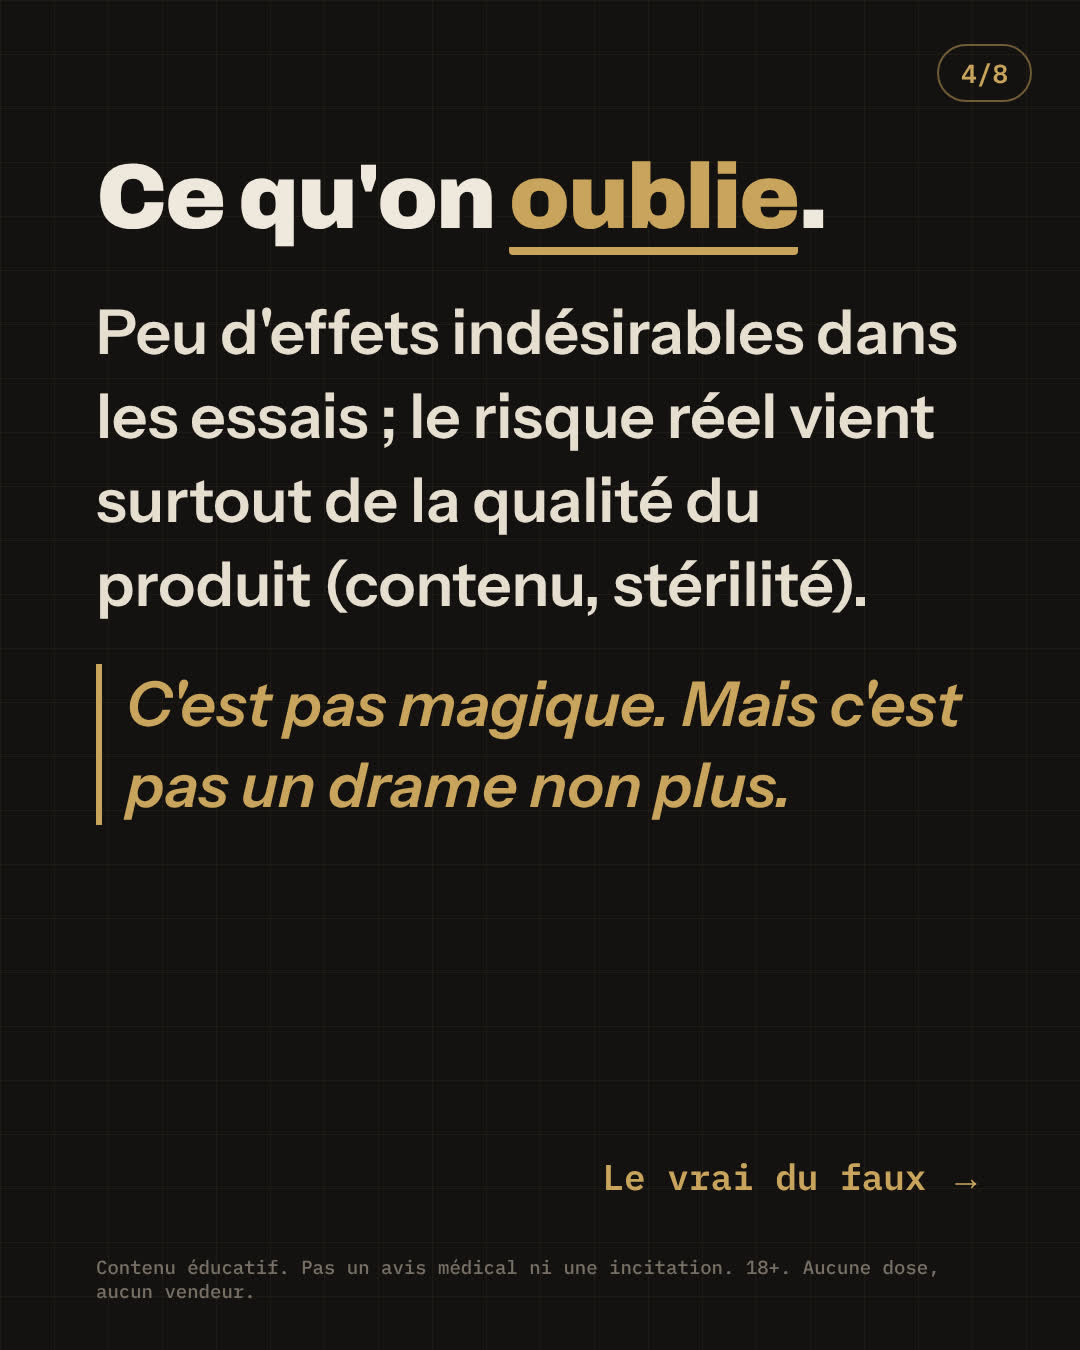 4/8
Ce qu'on oublie.
Peu d'effets indésirables dans
les essais ; le risque réel vient
surtout de la qualité du
produit (contenu, stérilité).
C'est pas magique. Mais c'est
pas un drame non plus.
Le vrai du faux →
Contenu éducatif. Pas un avis médical ni une incitation. 18+. Aucune dose,
aucun vendeur.